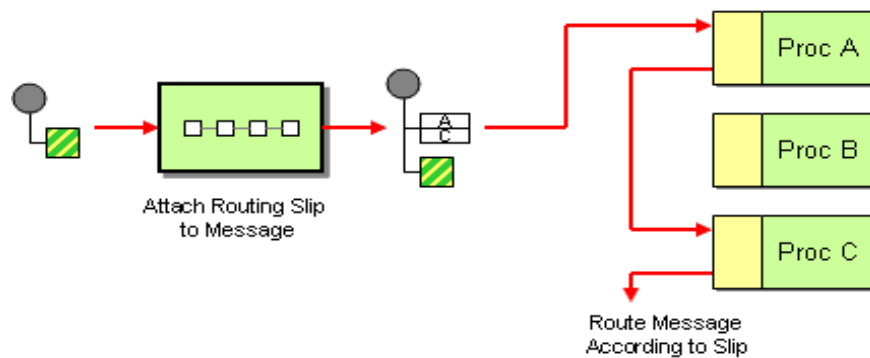 Attach Routing Slip
to Message
A
C
Proc A
Proc B
Proc C
Route Message
According to Slip